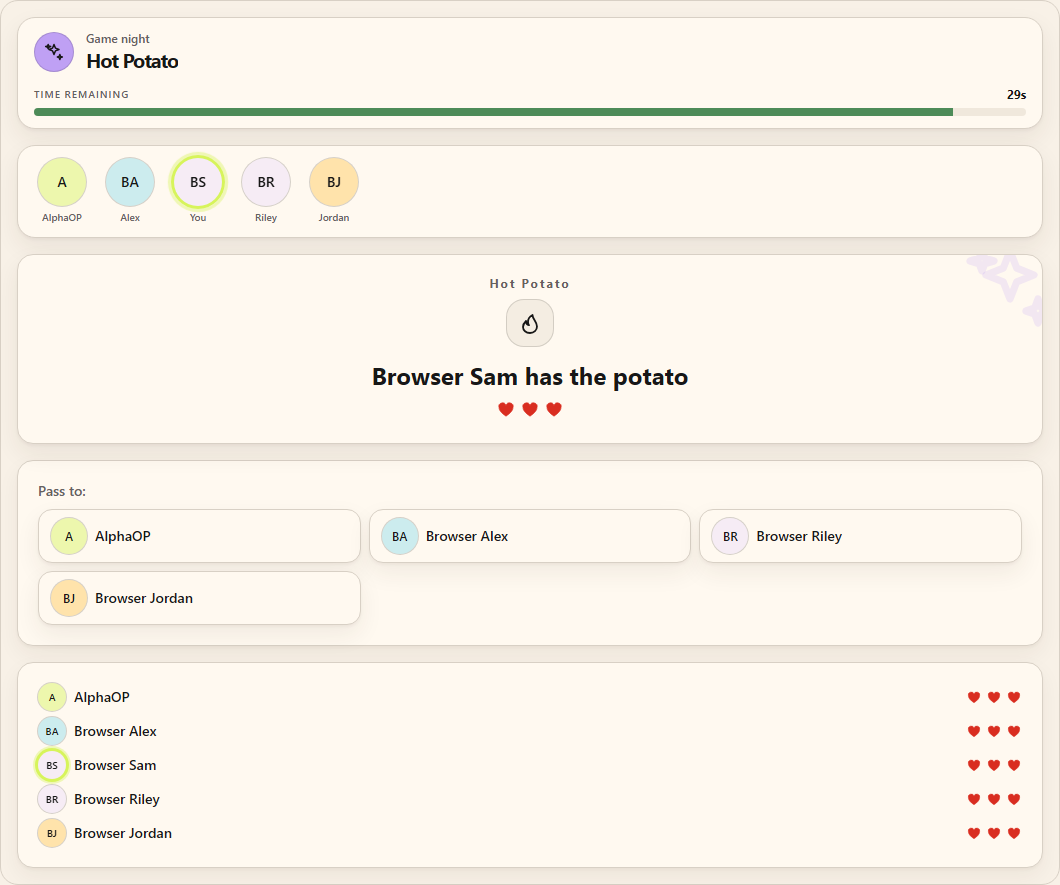 Game night
Hot Potato
TIME REMAINING 29s
A BA BS BR BJ
AlphaOP Alex You Riley Jordan
Hot Potato
Browser Sam has the potato
Pass to:
A AlphaOP BA Browser Alex BR Browser Riley
BJ Browser Jordan
A AlphaOP
BA Browser Alex
BS Browser Sam
BR Browser Riley
BJ Browser Jordan